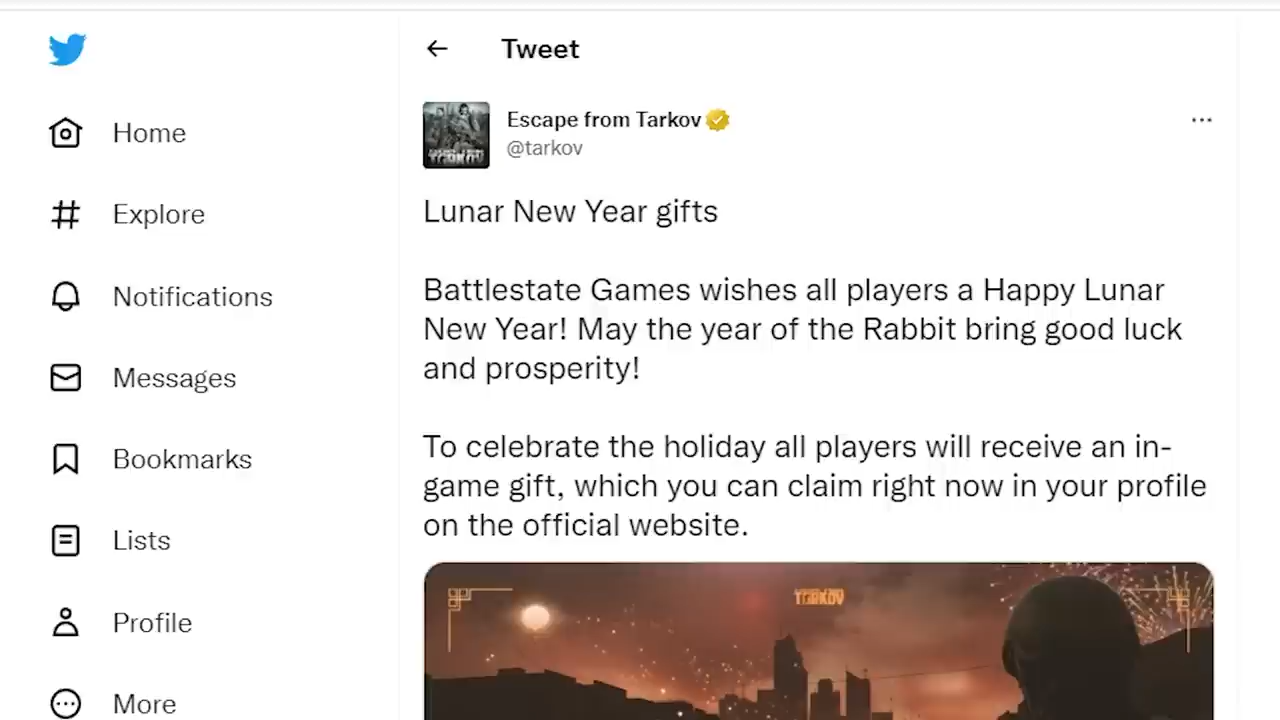 Tweet
Escape from Tarkov
@tarkov
Home
Explore
Notifications
Messages
Bookmarks
Lists
Profile
More
Lunar New Year gifts
Battlestate Games wishes all players a Happy Lunar
New Year! May the year of the Rabbit bring good luck
and prosperity!
To celebrate the holiday all players will receive an in-
game gift, which you can claim right now in your profile
on the official website.
TARKOV
TARKOV